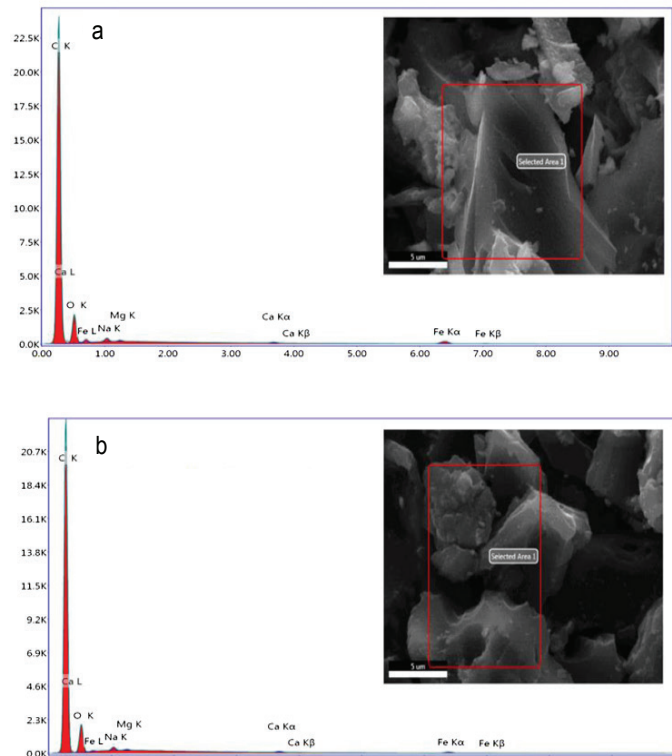 a
22.5K
C K
20.0K
17.5K
15.0K
Selected Area 1
12.5K
10.0K
7.5K
5 um
5.0K
Ca L
2.5K
O K
Fe L
Na K
Mg K
Ca Kα
Ca Kβ
Fe Kα
Fe Kβ
0.0K
0.00 1.00 2.00 3.00 4.00 5.00 6.00 7.00 8.00 9.00
b
20.7K
C K
18.4K
16.1K
13.8K
Selected Area 1
11.5K
9.2K
6.9K
5 um
4.6K
Ca L
2.3K
O K
Fe L
Na K
Mg K
Ca Kα
Ca Kβ
Fe Kα
Fe Kβ
0.0K